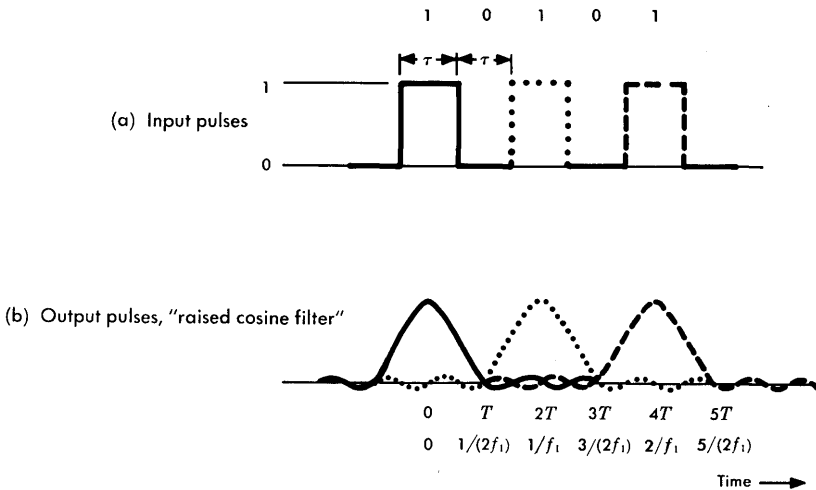 1 0 1 0 1
τ τ
1
(a) Input pulses
0
(b) Output pulses, "raised cosine filter"
0 T 2T 3T 4T 5T
0 1/(2f₁) 1/f₁ 3/(2f₁) 2/f₁ 5/(2f₁)
Time